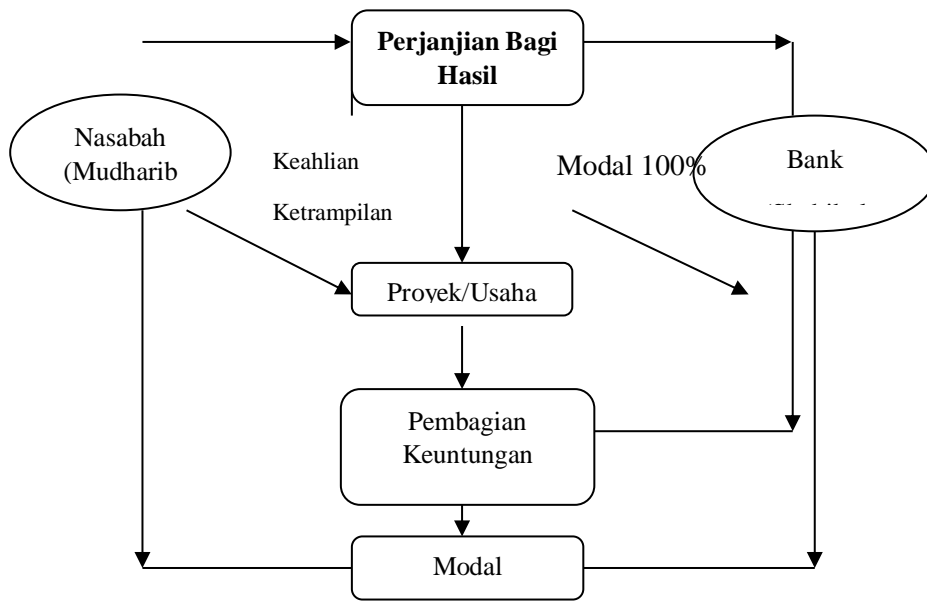 Perjanjian Bagi
Hasil
Nasabah
(Mudharib
Keahlian
Ketrampilan
Modal 100%
Bank
Proyek/Usaha
Pembagian
Keuntungan
Modal